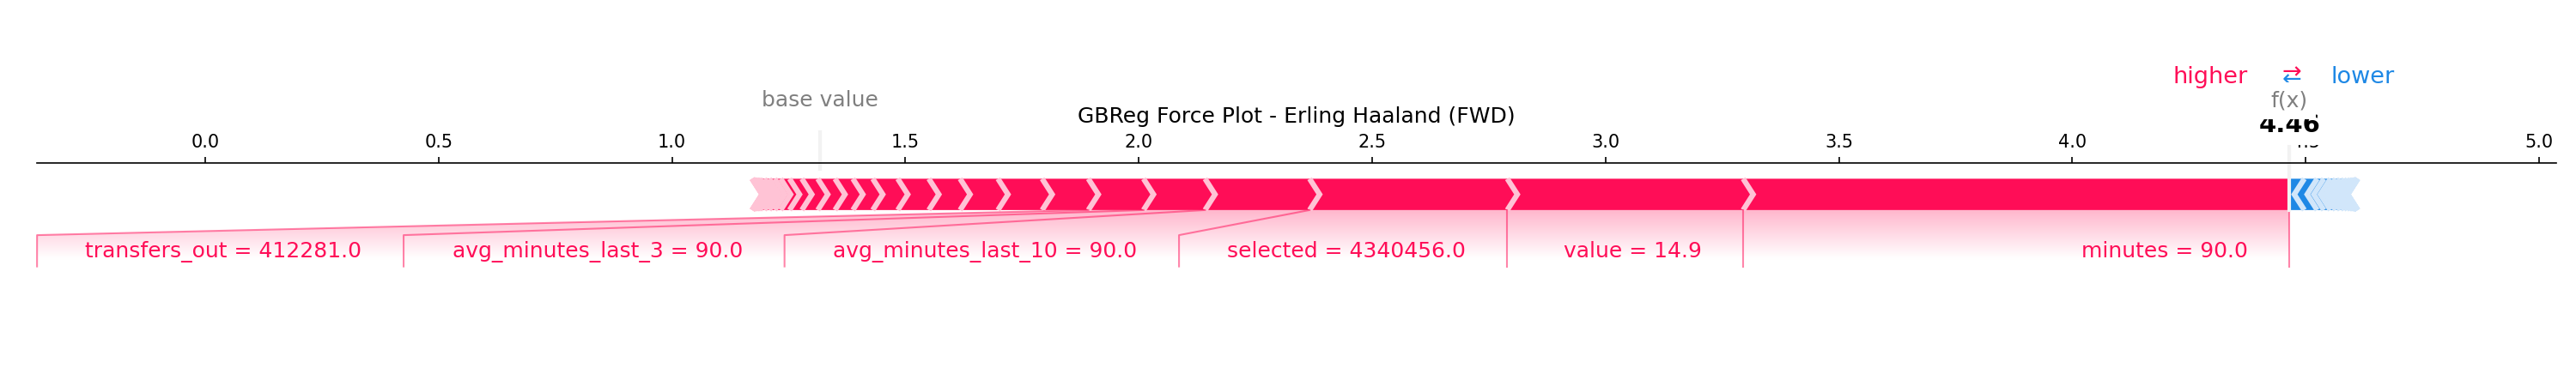 higher ⇄ lower
base value
f(x)
GBReg Force Plot - Erling Haaland (FWD)
4.46
0.0 0.5 1.0 1.5 2.0 2.5 3.0 3.5 4.0 5.0
transfers_out = 412281.0 avg_minutes_last_3 = 90.0 avg_minutes_last_10 = 90.0 selected = 4340456.0 value = 14.9 minutes = 90.0